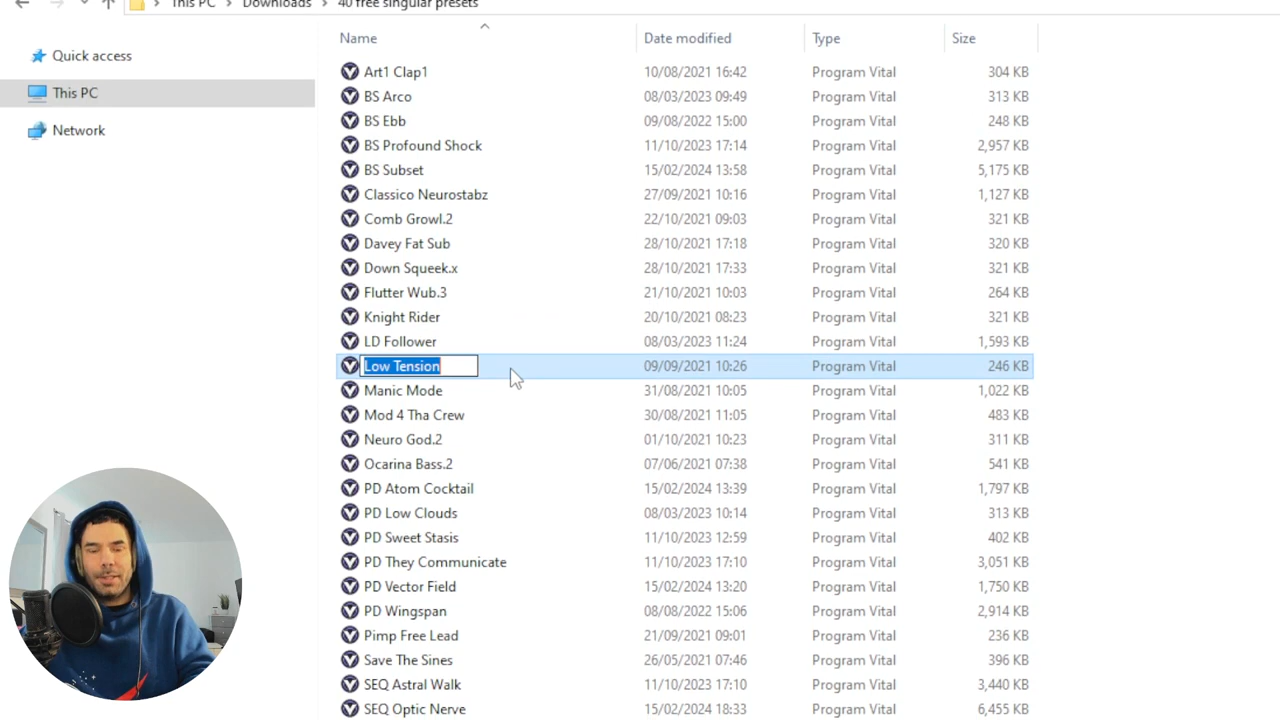 This PC > Downloads > 40 free singular presets
Name Date modified Type Size
Quick access
This PC
Network
Art1 Clap1 10/08/2021 16:42 Program Vital 304 KB
BS Arco 08/03/2023 09:49 Program Vital 313 KB
BS Ebb 09/08/2022 15:00 Program Vital 248 KB
BS Profound Shock 11/10/2023 17:14 Program Vital 2,957 KB
BS Subset 15/02/2024 13:58 Program Vital 5,175 KB
Classico Neurostabz 27/09/2021 10:16 Program Vital 1,127 KB
Comb Growl.2 22/10/2021 09:03 Program Vital 321 KB
Davey Fat Sub 28/10/2021 17:18 Program Vital 320 KB
Down Squeek.x 28/10/2021 17:33 Program Vital 321 KB
Flutter Wub.3 21/10/2021 10:03 Program Vital 264 KB
Knight Rider 20/10/2021 08:23 Program Vital 321 KB
LD Follower 08/03/2023 11:24 Program Vital 1,593 KB
Low Tension 09/09/2021 10:26 Program Vital 246 KB
Manic Mode 31/08/2021 10:05 Program Vital 1,022 KB
Mod 4 Tha Crew 30/08/2021 11:05 Program Vital 483 KB
Neuro God.2 01/10/2021 10:23 Program Vital 311 KB
Ocarina Bass.2 07/06/2021 07:38 Program Vital 541 KB
PD Atom Cocktail 15/02/2024 13:39 Program Vital 1,797 KB
PD Low Clouds 08/03/2023 10:14 Program Vital 313 KB
PD Sweet Stasis 11/10/2023 12:59 Program Vital 402 KB
PD They Communicate 11/10/2023 17:10 Program Vital 3,051 KB
PD Vector Field 15/02/2024 13:20 Program Vital 1,750 KB
PD Wingspan 08/08/2022 15:06 Program Vital 2,914 KB
Pimp Free Lead 21/09/2021 09:01 Program Vital 236 KB
Save The Sines 26/05/2021 07:46 Program Vital 396 KB
SEQ Astral Walk 11/10/2023 17:10 Program Vital 3,440 KB
SEQ Optic Nerve 15/02/2024 18:33 Program Vital 6,455 KB